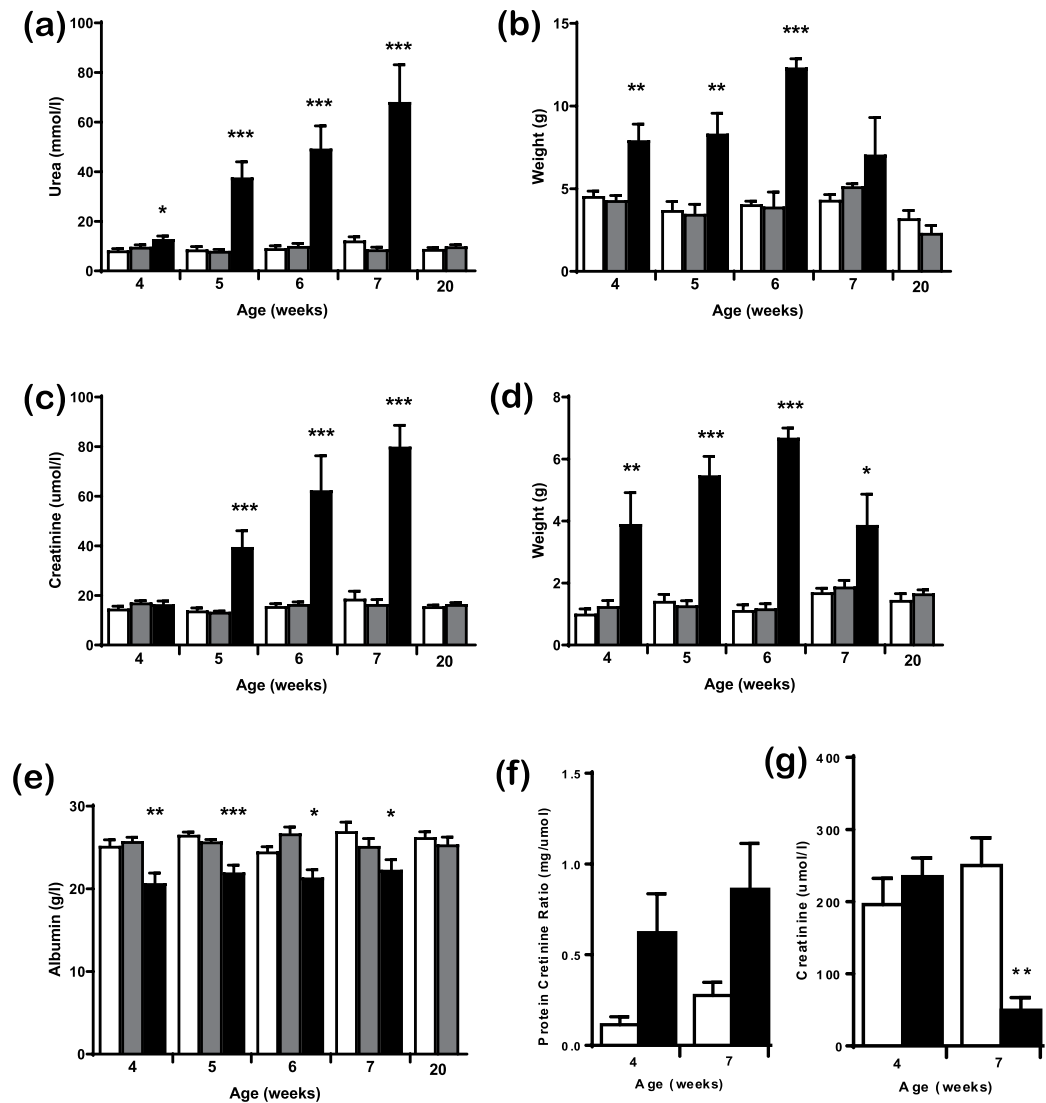 (a)
100
80
60
40
20
0
Urea (mmol/l)
*
***
***
***
4 5 6 7 20
Age (weeks)
(b)
15
10
5
0
Weight (g)
**
**
***
4 5 6 7 20
Age (weeks)
(c)
100
80
60
40
20
0
Creatinine (umol/l)
***
***
***
4 5 6 7 20
Age (weeks)
(d)
8
6
4
2
0
Weight (g)
**
***
***
*
4 5 6 7 20
Age (weeks)
(e)
30
20
10
0
Albumin (g/l)
**
***
*
*
4 5 6 7 20
Age (weeks)
(f)
1.5
1.0
0.5
0.0
Protein Cretinine Ratio (mg/umol)
4 7
Age (weeks)
(g)
400
300
200
100
0
Creatinine (umol/l)
**
4 7
Age (weeks)